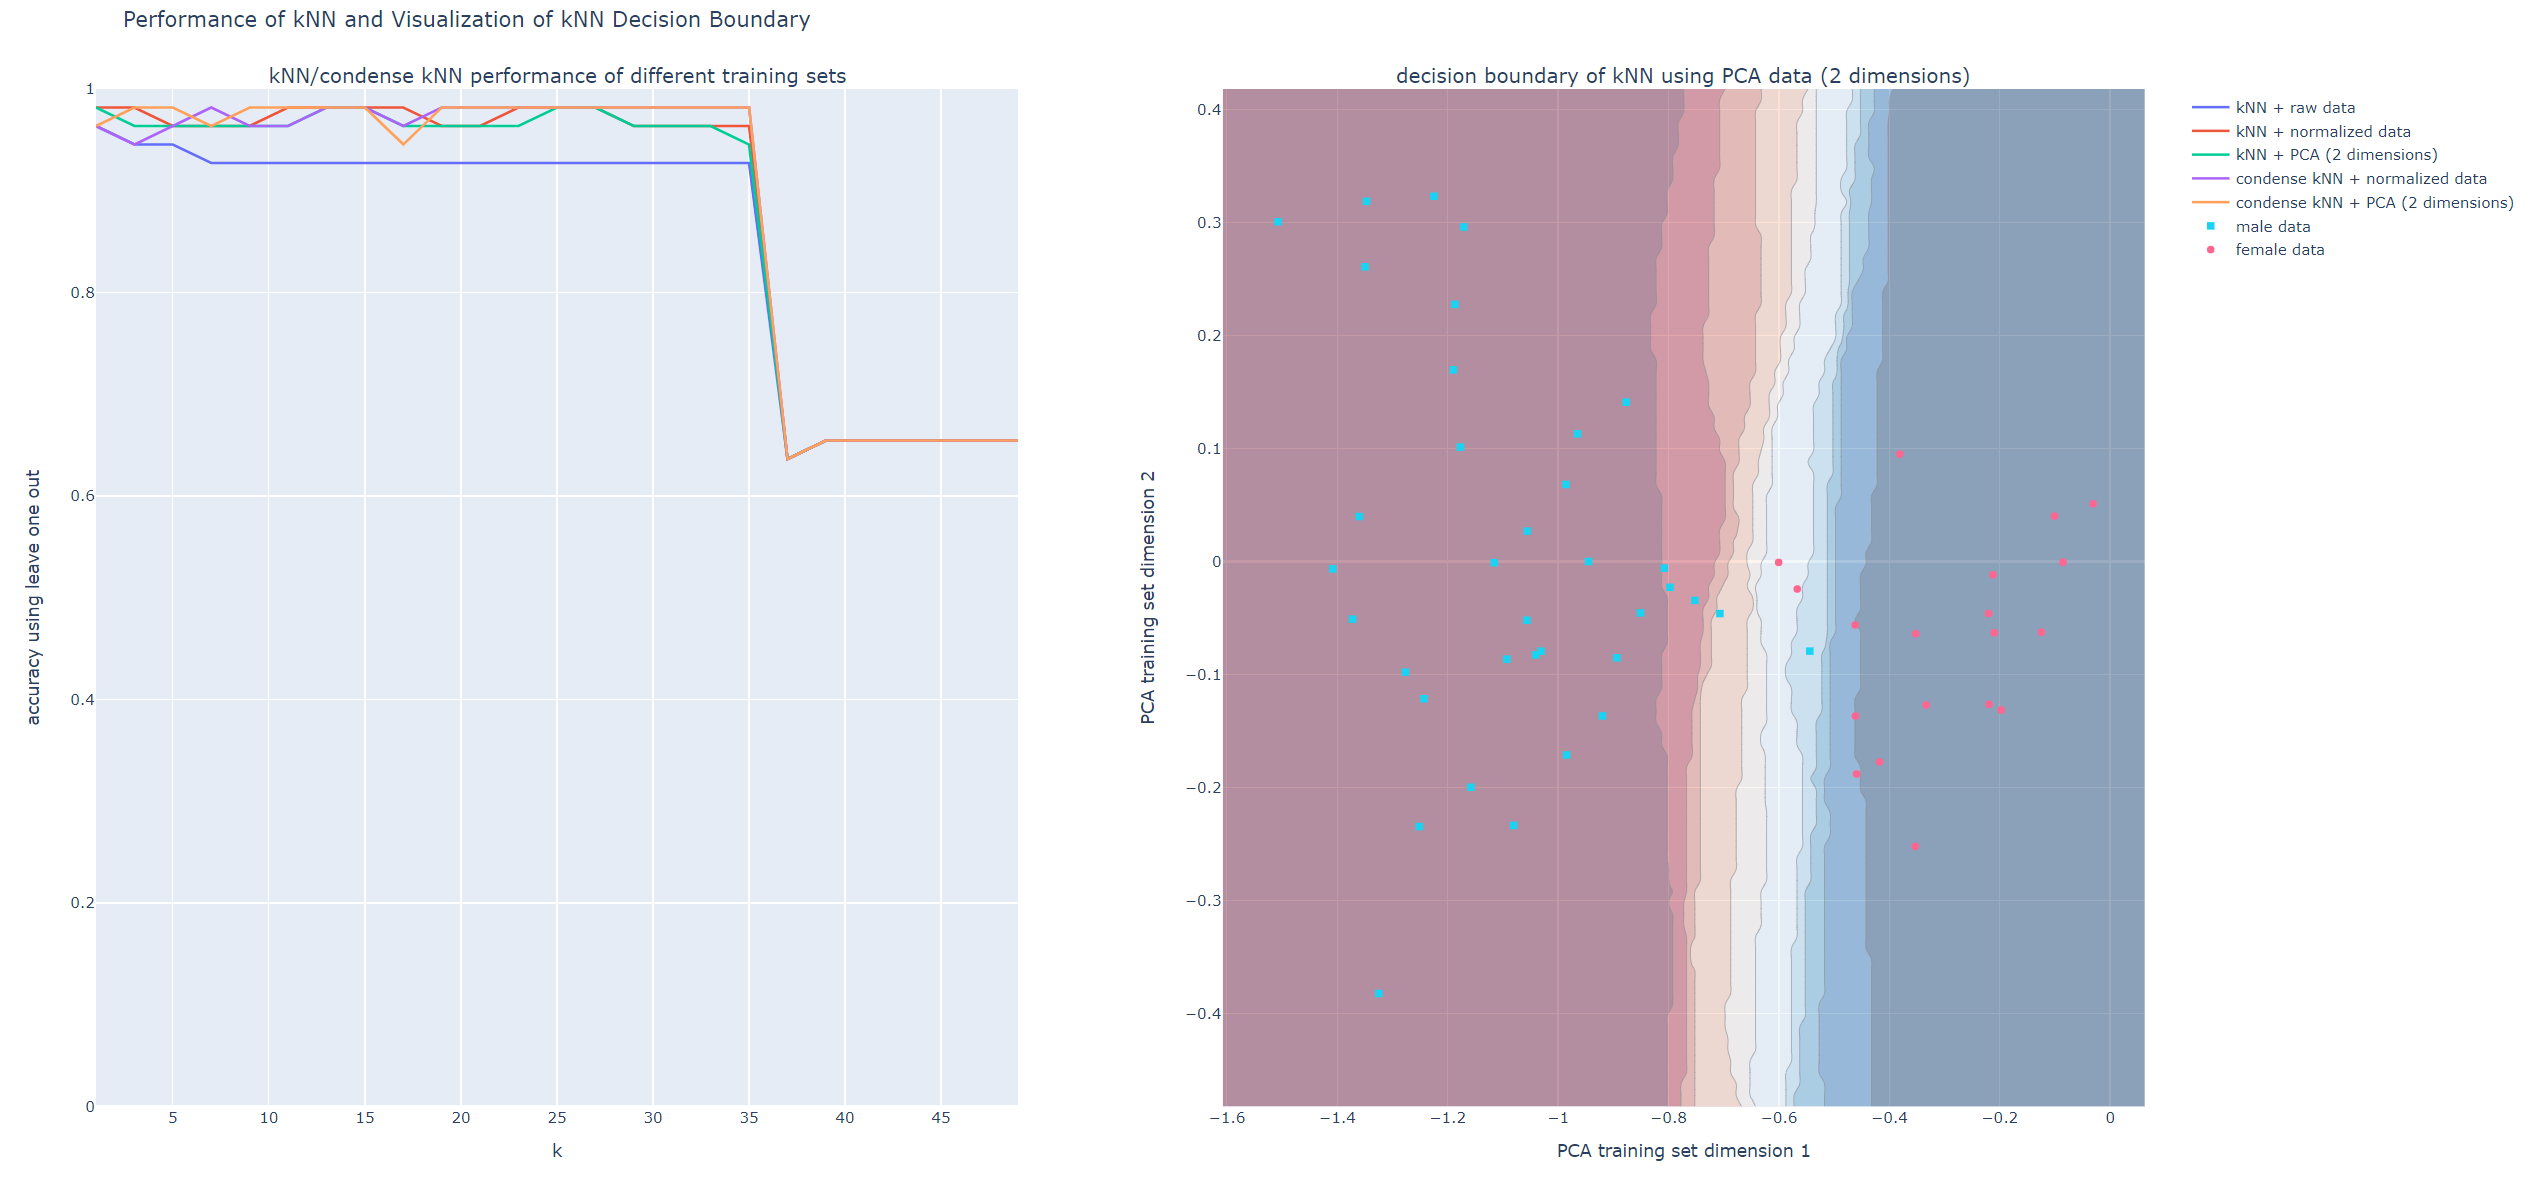 Performance of kNN and Visualization of kNN Decision Boundary
kNN/condense kNN performance of different training sets
1
0.8
0.6
0.4
0.2
0
5
10
15
20
25
30
35
40
45
k
accuracy using leave one out
decision boundary of kNN using PCA data (2 dimensions)
0.4
0.3
0.2
0.1
0
−0.1
−0.2
−0.3
−0.4
−1.6
−1.4
−1.2
−1
−0.8
−0.6
−0.4
−0.2
0
PCA training set dimension 1
PCA training set dimension 2
kNN + raw data
kNN + normalized data
kNN + PCA (2 dimensions)
condense kNN + normalized data
condense kNN + PCA (2 dimensions)
male data
female data